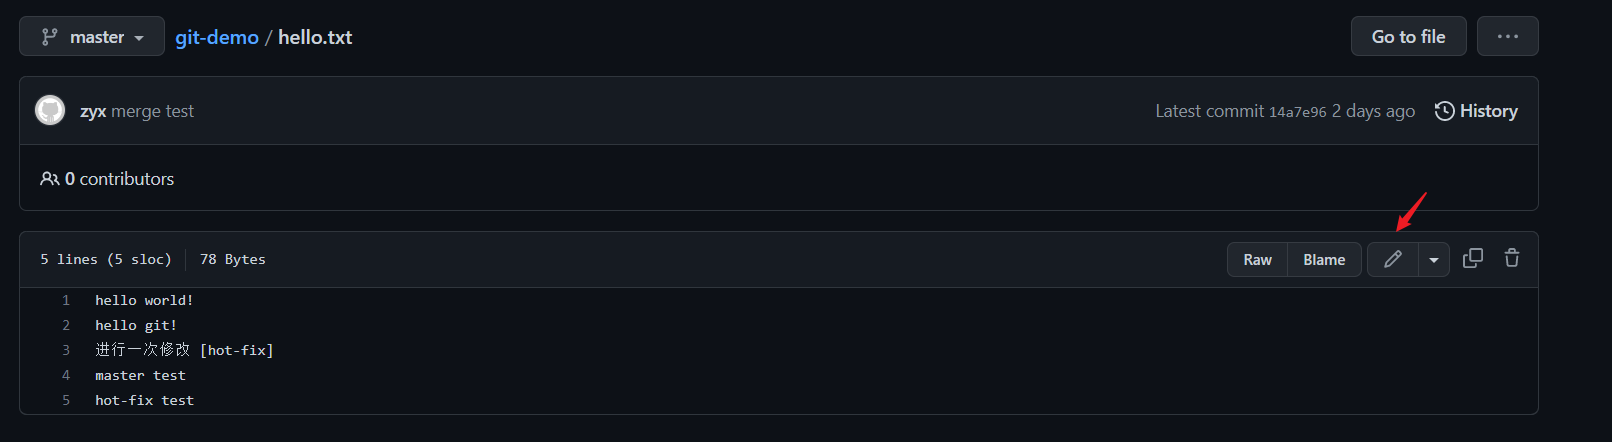 master git-demo / hello.txt Go to file ...
zyx merge test Latest commit 14a7e96 2 days ago History
0 contributors
5 lines (5 sloc) 78 Bytes Raw Blame
1 hello world!
2 hello git!
3 进行一次修改 [hot-fix]
4 master test
5 hot-fix test